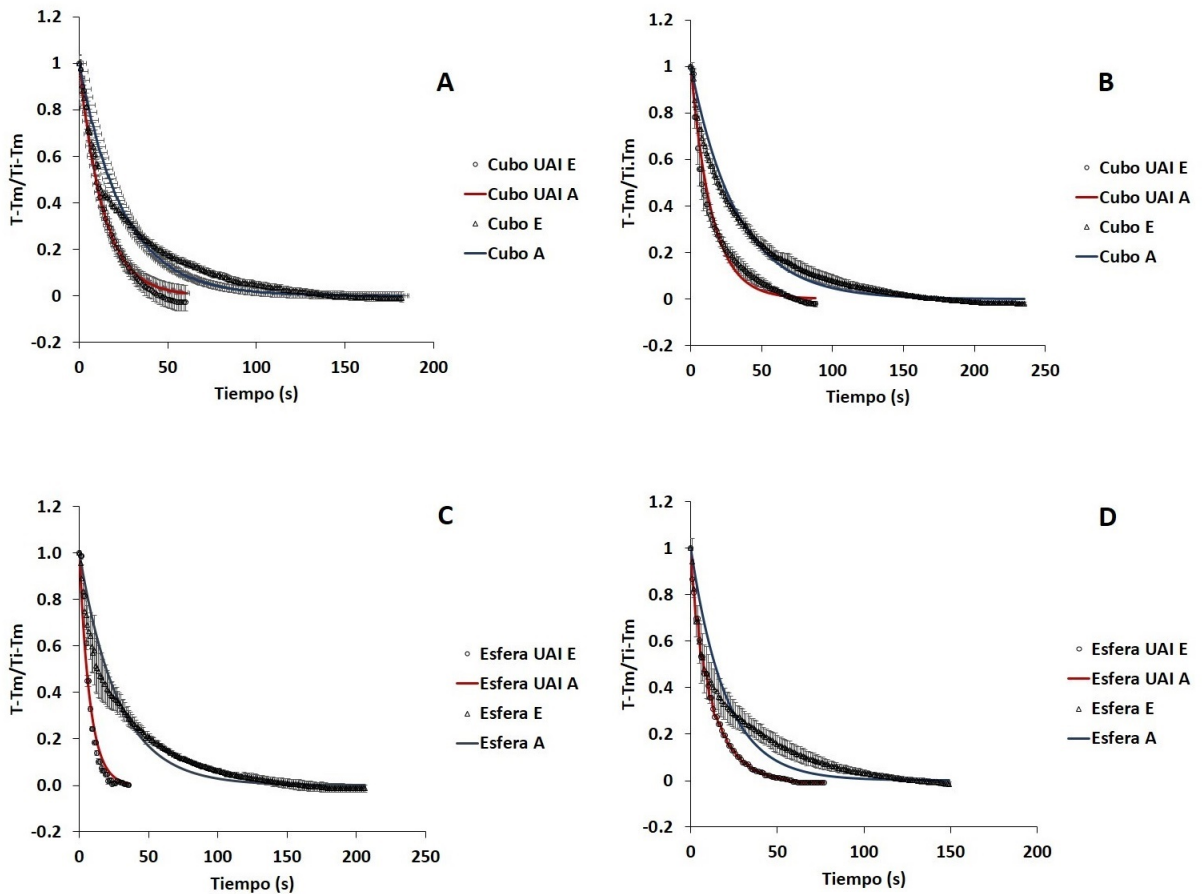 A
T-Tm/Ti-Tm
1.2
1
0.8
0.6
0.4
0.2
0
-0.2
0
50
100
150
200
Tiempo (s)
Cubo UAI E
Cubo UAI A
Cubo E
Cubo A
B
T-Tm/Ti.Tm
1.2
1
0.8
0.6
0.4
0.2
0
-0.2
0
50
100
150
200
250
Tiempo (s)
Cubo UAI E
Cubo UAI A
Cubo E
Cubo A
C
T-Tm/Ti-Tm
1.2
1.0
0.8
0.6
0.4
0.2
0.0
-0.2
0
50
100
150
200
250
Tiempo (s)
Esfera UAI E
Esfera UAI A
Esfera E
Esfera A
D
T-Tm/Ti-Tm
1.2
1
0.8
0.6
0.4
0.2
0
-0.2
0
50
100
150
200
Tiempo (s)
Esfera UAI E
Esfera UAI A
Esfera E
Esfera A